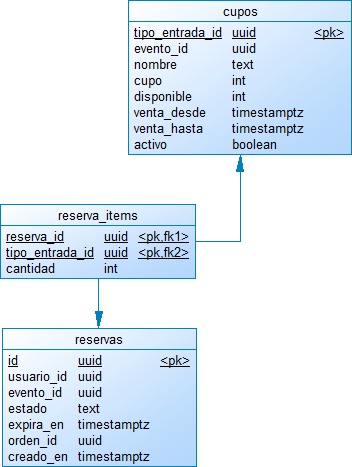 cupos
tipo_entrada_id uuid <pk>
evento_id uuid
nombre text
cupo int
disponible int
venta_desde timestamptz
venta_hasta timestamptz
activo boolean
reserva_items
reserva_id uuid <pk,fk1>
tipo_entrada_id uuid <pk,fk2>
cantidad int
reservas
id uuid <pk>
usuario_id uuid
evento_id uuid
estado text
expira_en timestamptz
orden_id uuid
creado_en timestamptz